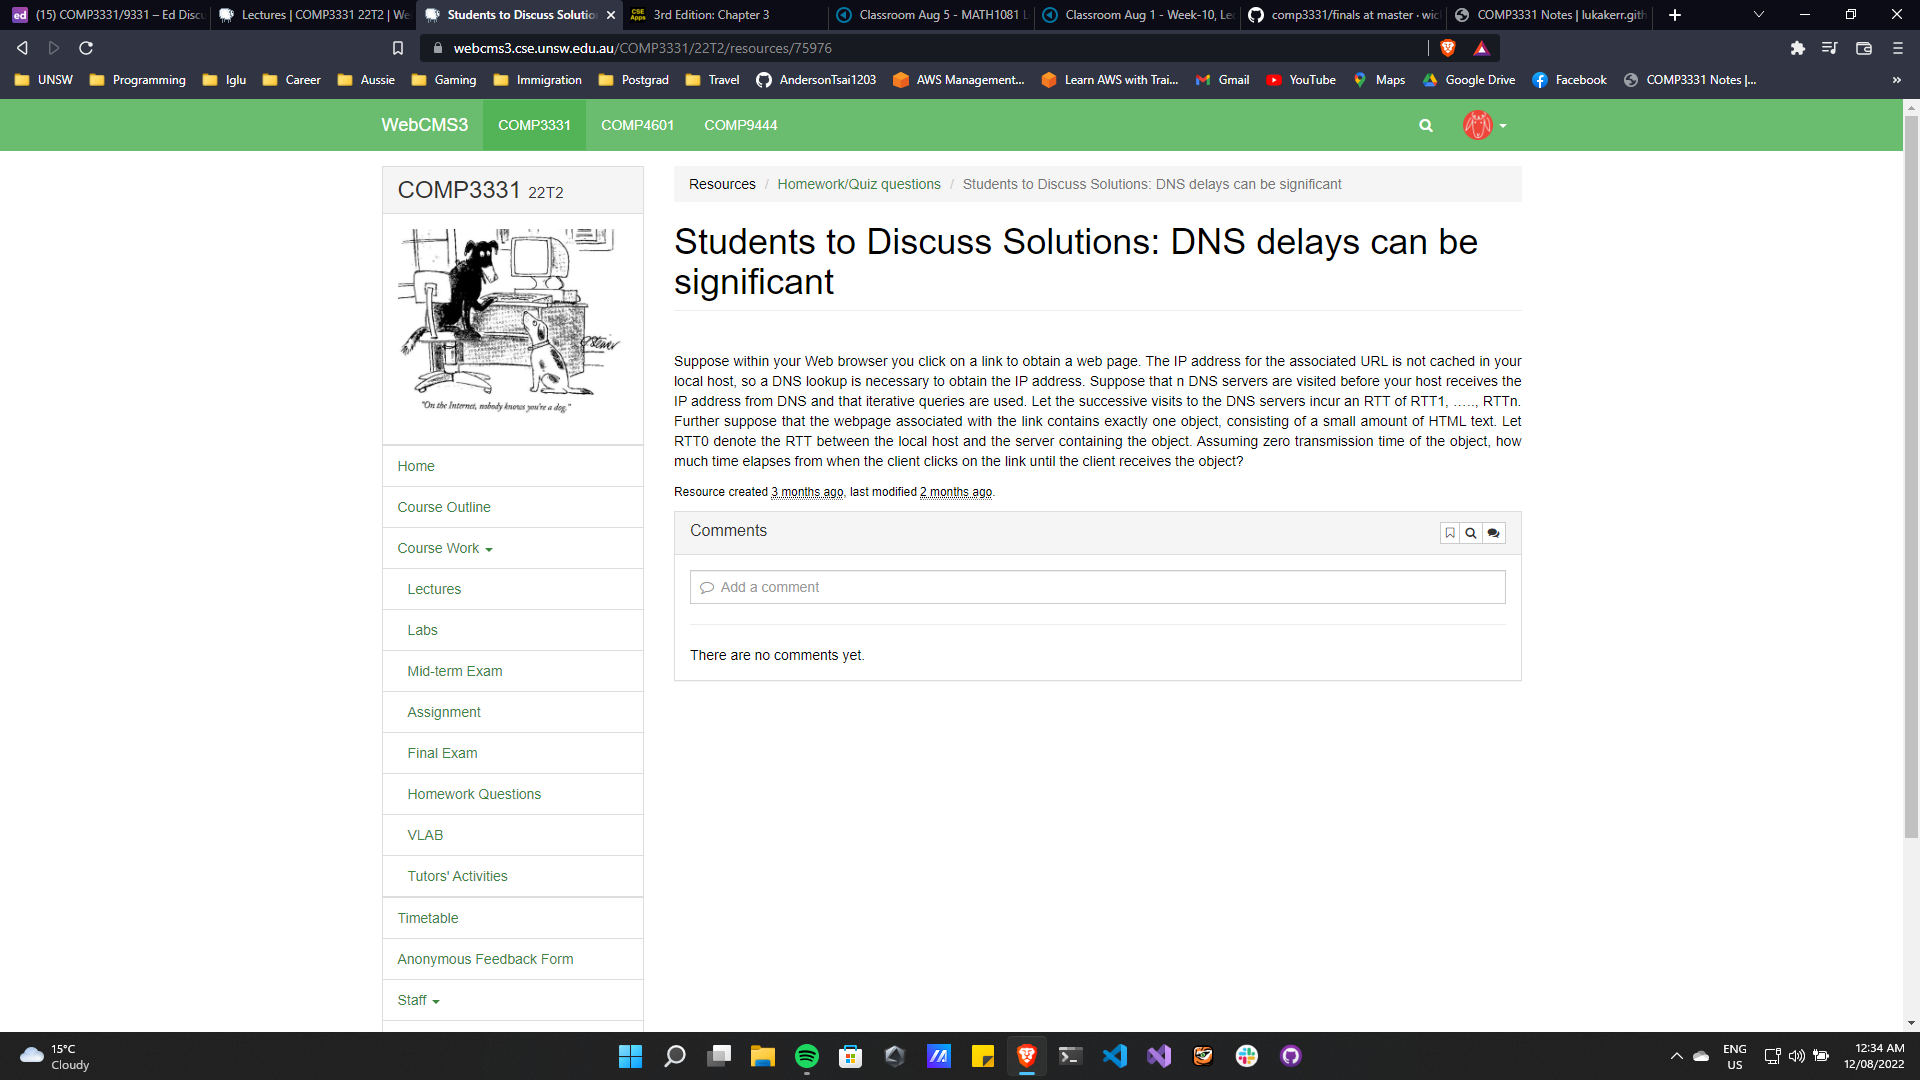 (15) COMP3331/9331 – Ed Discu
Lectures | COMP3331 22T2 | We
Students to Discuss Solution
3rd Edition: Chapter 3
Classroom Aug 5 - MATH1081 L
Classroom Aug 1 - Week-10, Lec
comp3331/finals at master · wic
COMP3331 Notes | lukakerr.gith
webcms3.cse.unsw.edu.au/COMP3331/22T2/resources/75976
UNSW
Programming
Iglu
Career
Aussie
Gaming
Immigration
Postgrad
Travel
AndersonTsai1203
AWS Management...
Learn AWS with Trai...
Gmail
YouTube
Maps
Google Drive
Facebook
COMP3331 Notes |...
WebCMS3
COMP3331
COMP4601
COMP9444
COMP3331 22T2
"On the Internet, nobody knows you're a dog."
Home
Course Outline
Course Work
Lectures
Labs
Mid-term Exam
Assignment
Final Exam
Homework Questions
VLAB
Tutors' Activities
Timetable
Anonymous Feedback Form
Staff
Resources / Homework/Quiz questions / Students to Discuss Solutions: DNS delays can be significant
Students to Discuss Solutions: DNS delays can be
significant
Suppose within your Web browser you click on a link to obtain a web page. The IP address for the associated URL is not cached in your
local host, so a DNS lookup is necessary to obtain the IP address. Suppose that n DNS servers are visited before your host receives the
IP address from DNS and that iterative queries are used. Let the successive visits to the DNS servers incur an RTT of RTT1, ….., RTTn.
Further suppose that the webpage associated with the link contains exactly one object, consisting of a small amount of HTML text. Let
RTT0 denote the RTT between the local host and the server containing the object. Assuming zero transmission time of the object, how
much time elapses from when the client clicks on the link until the client receives the object?
Resource created 3 months ago, last modified 2 months ago.
Comments
Add a comment
There are no comments yet.
15°C
Cloudy
ENG
US
12:34 AM
12/08/2022